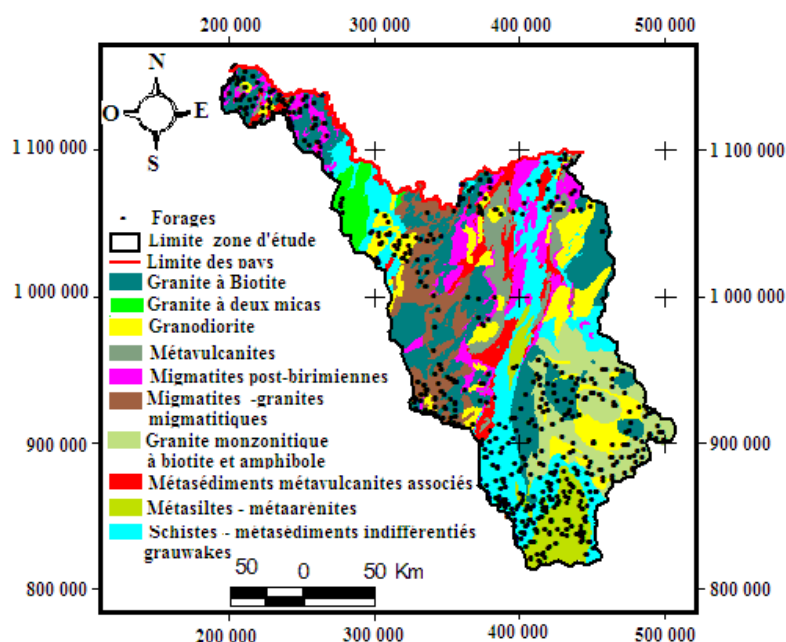 200 000 300 000 400 000 500 000
N
O E
S
1 100 000 1 100 000
Forages
Limite zone d'étude
Limite des pays
Granite à Biotite
1 000 000 1 000 000
Granite à deux micas
Granodiorite
Métavulcanites
Migmatites post-birimiennes
Migmatites -granites
migmatitiques
Granite monzonitique
900 000 900 000
à biotite et amphibole
Métasédiments métavulcanites associés
Métasiltes - métaarénites
Schistes - métasédiments indifférentiés
grauwakes
50 0 50 Km
800 000 800 000
200 000 300 000 400 000 500 000